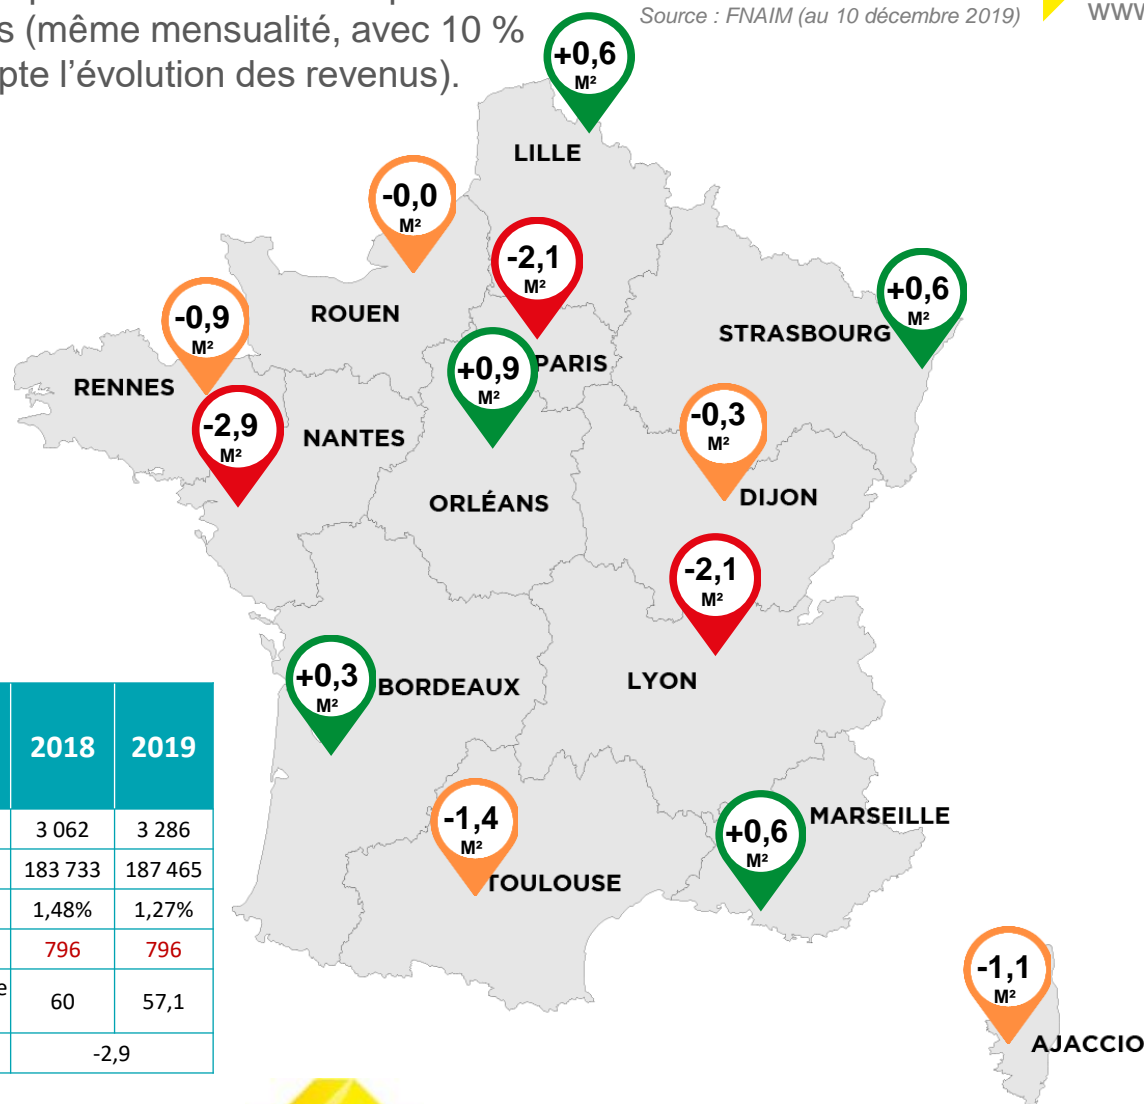 s (même mensualité, avec 10 %
pte l’évolution des revenus).
Source : FNAIM (au 10 décembre 2019)
+0,6
M²
LILLE
-0,0
M²
-2,1
M²
+0,6
M²
ROUEN
-0,9
M²
STRASBOURG
RENNES
+0,9
M²
PARIS
-2,9
M²
NANTES
-0,3
M²
ORLÉANS
DIJON
-2,1
M²
+0,3
M²
BORDEAUX
LYON
2018 2019
3 062 3 286
183 733 187 465
1,48% 1,27%
796 796
60 57,1
-2,9
-1,4
M²
TOULOUSE
+0,6
M²
MARSEILLE
-1,1
M²
AJACCIO